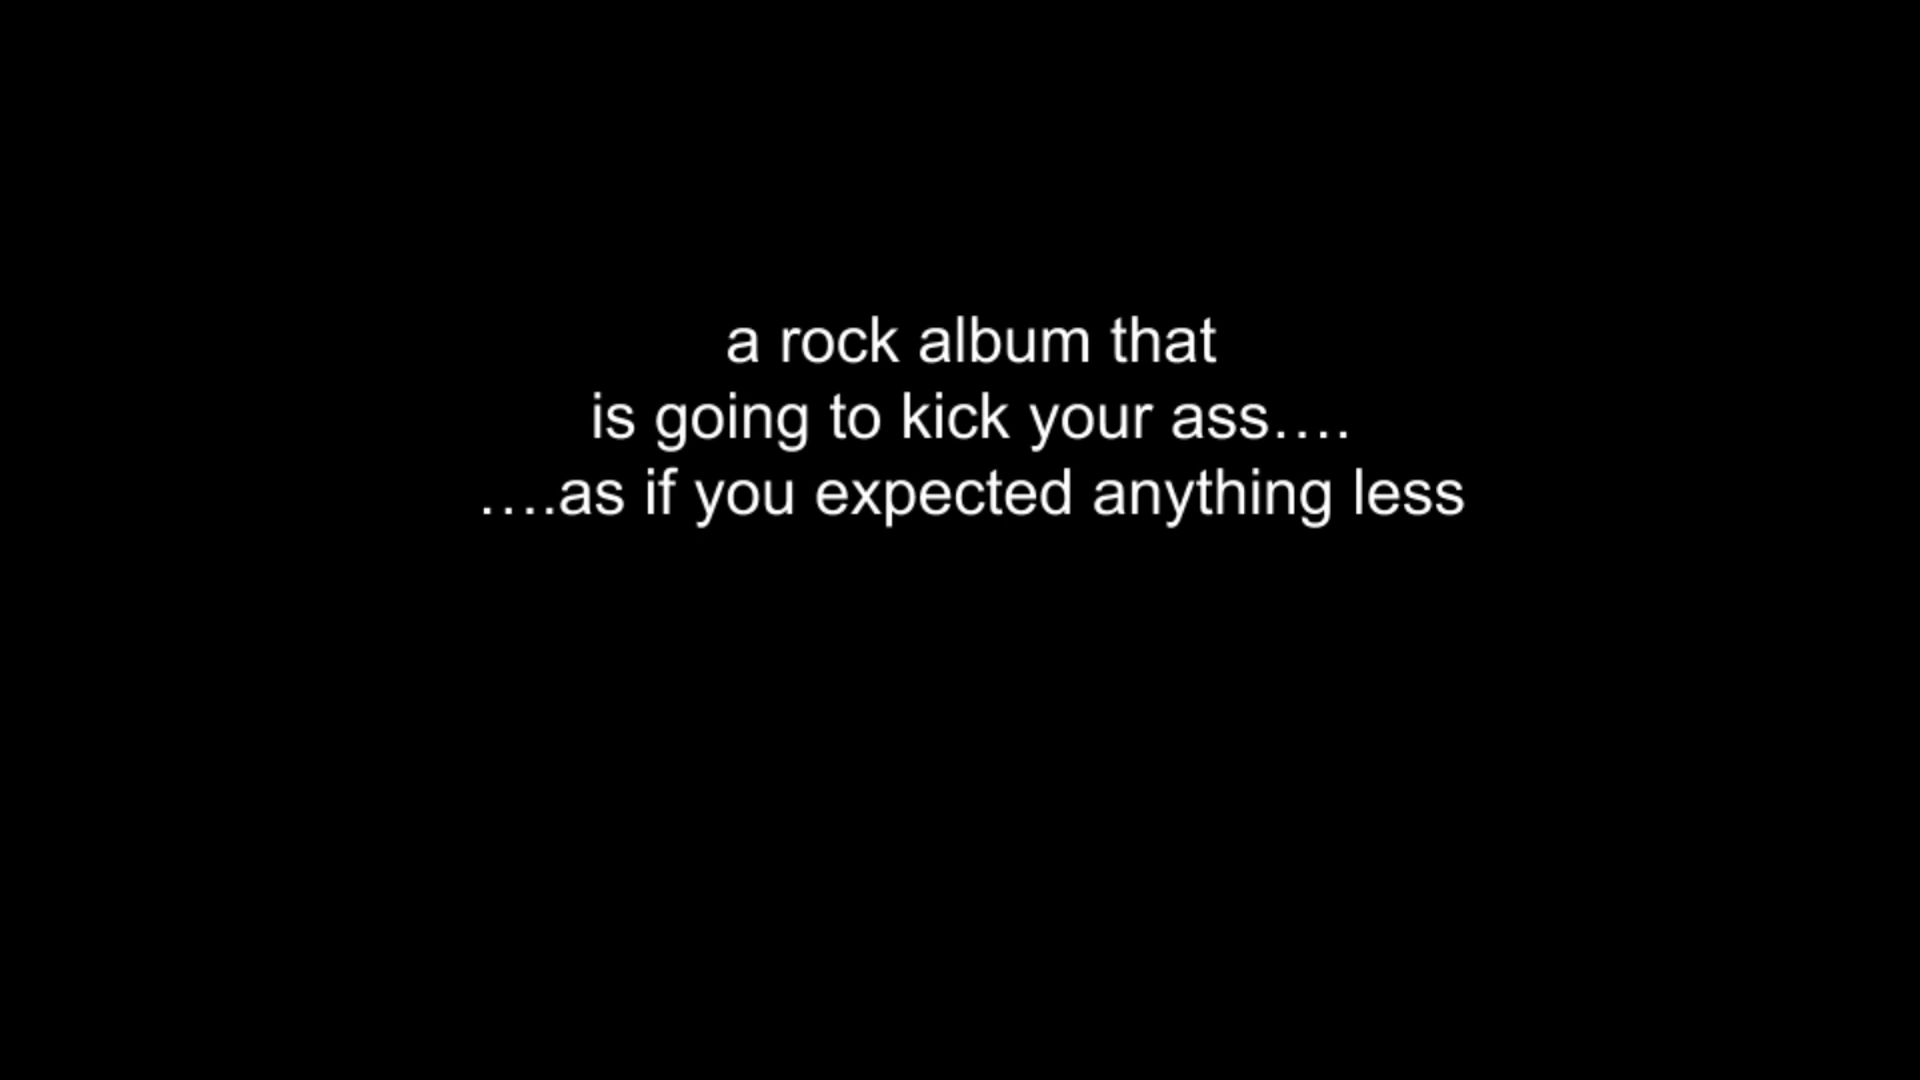 a rock album that
is going to kick your ass….
….as if you expected anything less